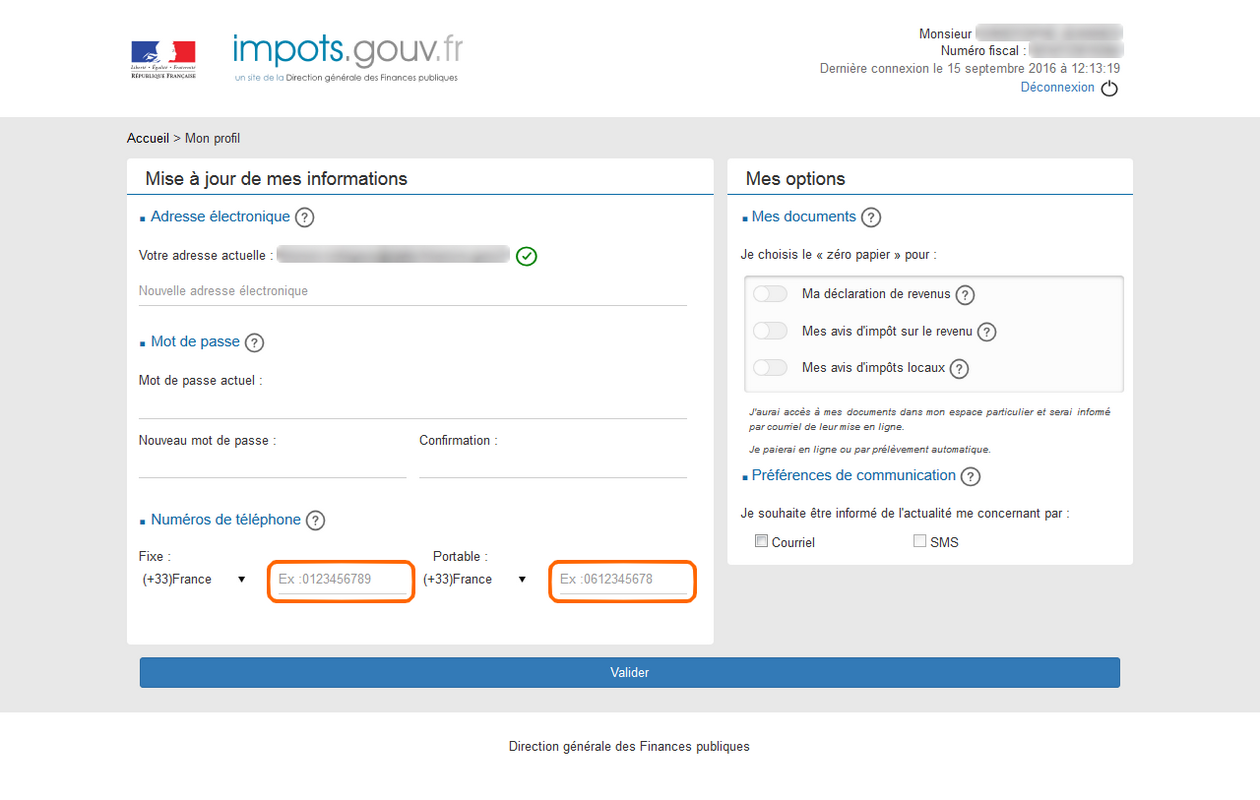 Liberté • Égalité • Fraternité
RÉPUBLIQUE FRANÇAISE
impots.gouv.fr
un site de la Direction générale des Finances publiques
Monsieur
Numéro fiscal :
Dernière connexion le 15 septembre 2016 à 12:13:19
Déconnexion
Accueil > Mon profil
Mise à jour de mes informations
Adresse électronique ?
Votre adresse actuelle :
Nouvelle adresse électronique
Mot de passe ?
Mot de passe actuel :
Nouveau mot de passe : Confirmation :
Numéros de téléphone ?
Fixe : Portable :
(+33)France ▼ Ex :0123456789 (+33)France ▼ Ex :0612345678
Mes options
Mes documents ?
Je choisis le « zéro papier » pour :
Ma déclaration de revenus ?
Mes avis d'impôt sur le revenu ?
Mes avis d'impôts locaux ?
J'aurai accès à mes documents dans mon espace particulier et serai informé
par courriel de leur mise en ligne.
Je paierai en ligne ou par prélèvement automatique.
Préférences de communication ?
Je souhaite être informé de l'actualité me concernant par :
Courriel SMS
Valider
Direction générale des Finances publiques